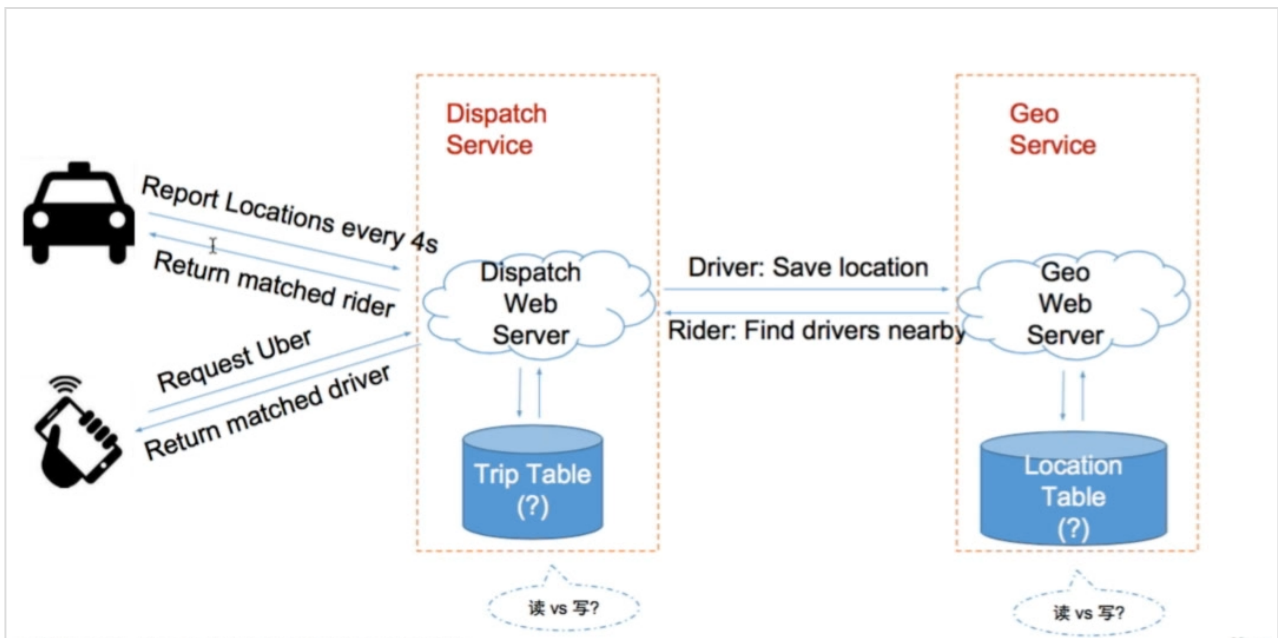 Dispatch
Service
Geo
Service
Report Locations every 4s
Return matched rider
Request Uber
Return matched driver
Dispatch
Web
Server
Driver: Save location
Rider: Find drivers nearby
Geo
Web
Server
Trip Table
(?)
Location
Table
(?)
读 vs 写?
读 vs 写?